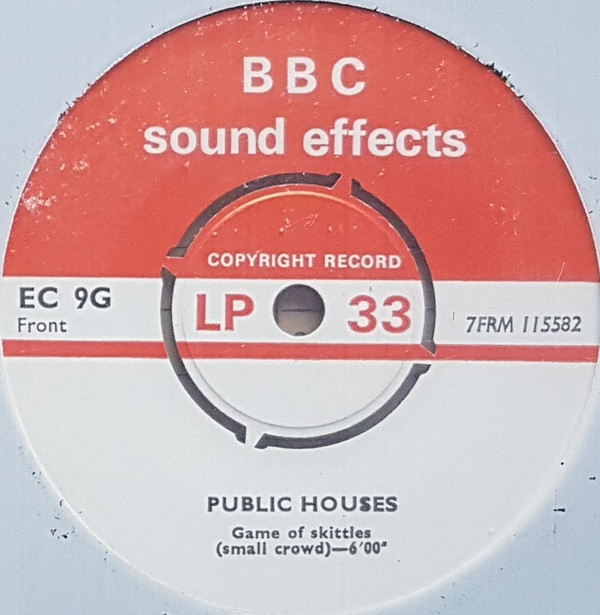 BBC
sound effects
COPYRIGHT RECORD
EC 9G
Front
LP 33
7FRM 115582
PUBLIC HOUSES
Game of skittles
(small crowd)—6'00"